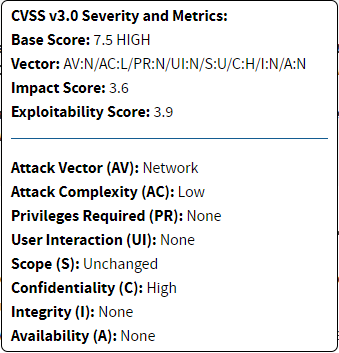 CVSS v3.0 Severity and Metrics:
Base Score: 7.5 HIGH
Vector: AV:N/AC:L/PR:N/UI:N/S:U/C:H/I:N/A:N
Impact Score: 3.6
Exploitability Score: 3.9
Attack Vector (AV): Network
Attack Complexity (AC): Low
Privileges Required (PR): None
User Interaction (UI): None
Scope (S): Unchanged
Confidentiality (C): High
Integrity (I): None
Availability (A): None